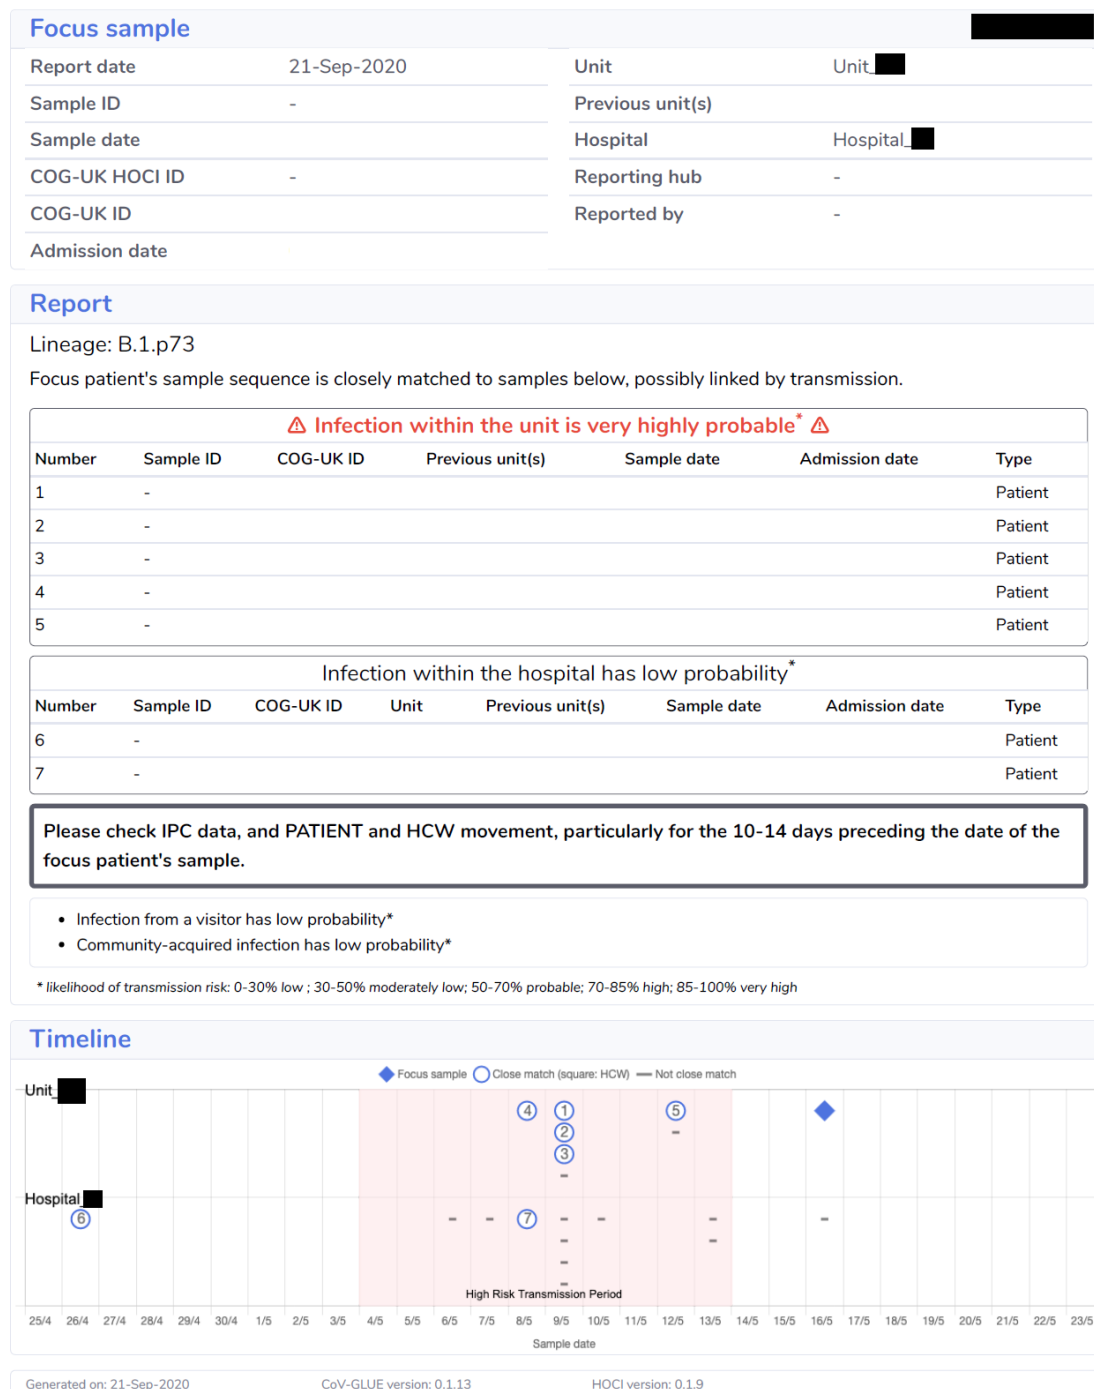 Focus sample
Report date 21-Sep-2020 Unit Unit_
Sample ID - Previous unit(s)
Sample date Hospital Hospital_
COG-UK HOCI ID - Reporting hub -
COG-UK ID Reported by -
Admission date
Report
Lineage: B.1.p73
Focus patient's sample sequence is closely matched to samples below, possibly linked by transmission.
⚠ Infection within the unit is very highly probable* ⚠
Number Sample ID COG-UK ID Previous unit(s) Sample date Admission date Type
1 - Patient
2 - Patient
3 - Patient
4 - Patient
5 - Patient
Infection within the hospital has low probability*
Number Sample ID COG-UK ID Unit Previous unit(s) Sample date Admission date Type
6 - Patient
7 - Patient
Please check IPC data, and PATIENT and HCW movement, particularly for the 10-14 days preceding the date of the
focus patient's sample.
• Infection from a visitor has low probability*
• Community-acquired infection has low probability*
* likelihood of transmission risk: 0-30% low ; 30-50% moderately low; 50-70% probable; 70-85% high; 85-100% very high
Timeline
Focus sample Close match (square: HCW) Not close match
Unit_
4 1 5
2
3
Hospital_
6 7
High Risk Transmission Period
25/4 26/4 27/4 28/4 29/4 30/4 1/5 2/5 3/5 4/5 5/5 6/5 7/5 8/5 9/5 10/5 11/5 12/5 13/5 14/5 15/5 16/5 17/5 18/5 19/5 20/5 21/5 22/5 23/5
Sample date
Generated on: 21-Sep-2020 CoV-GLUE version: 0.1.13 HOCI version: 0.1.9